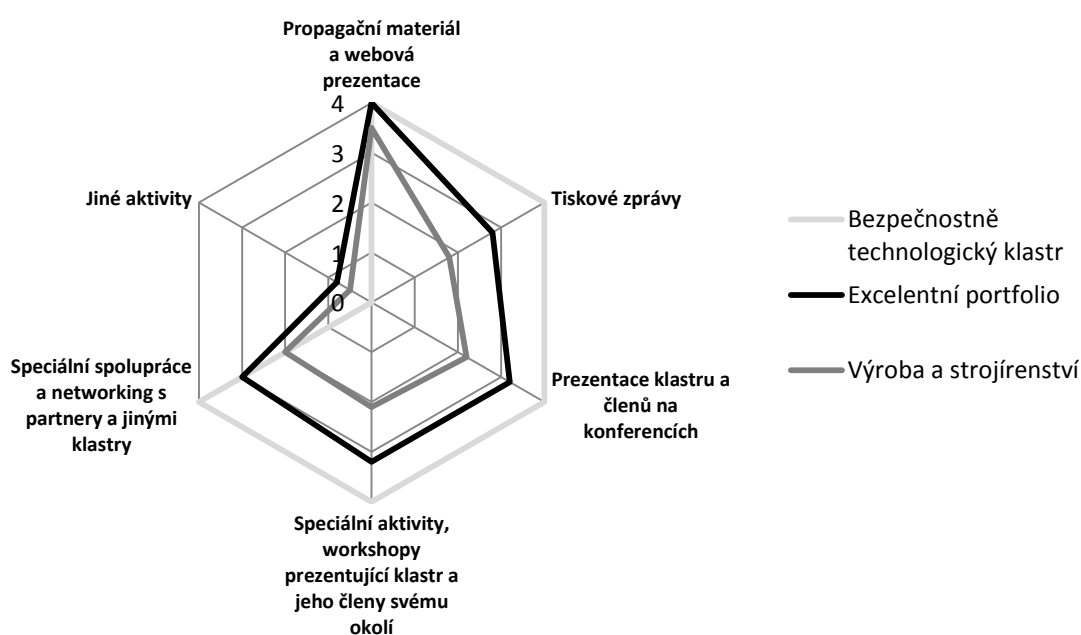 Propagační materiál
a webová
prezentace
4
3
2
1
0
Tiskové zprávy
Prezentace klastru a
členů na
konferencích
Speciální aktivity,
workshopy
prezentující klastr a
jeho členy svému
okolí
Speciální spolupráce
a networking s
partnery a jinými
klastry
Jiné aktivity
Bezpečnostně
technologický klastr
Excelentní portfolio
Výroba a strojírenství